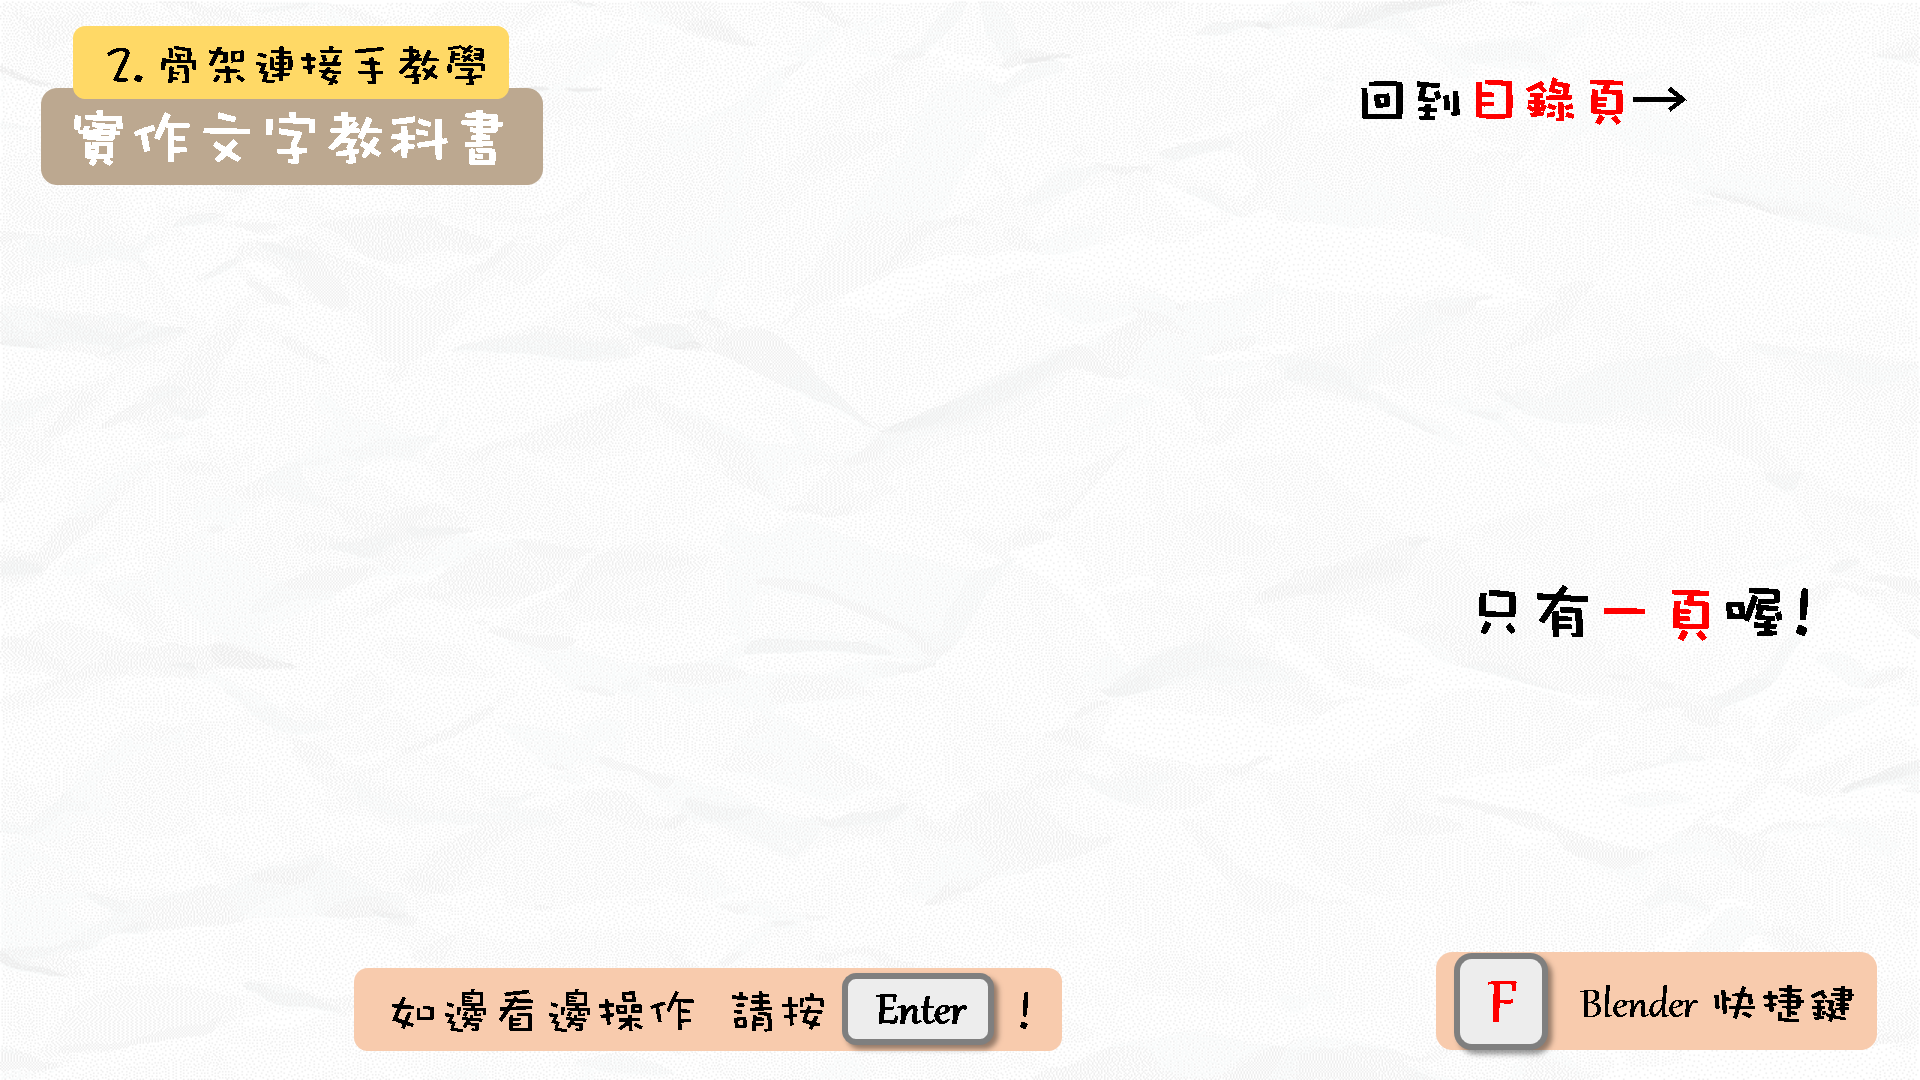 2. 骨架連接手教學
實作文字教科書
回到目錄頁→
只有一頁喔!
如邊看邊操作 請按 Enter !
F Blender 快捷鍵